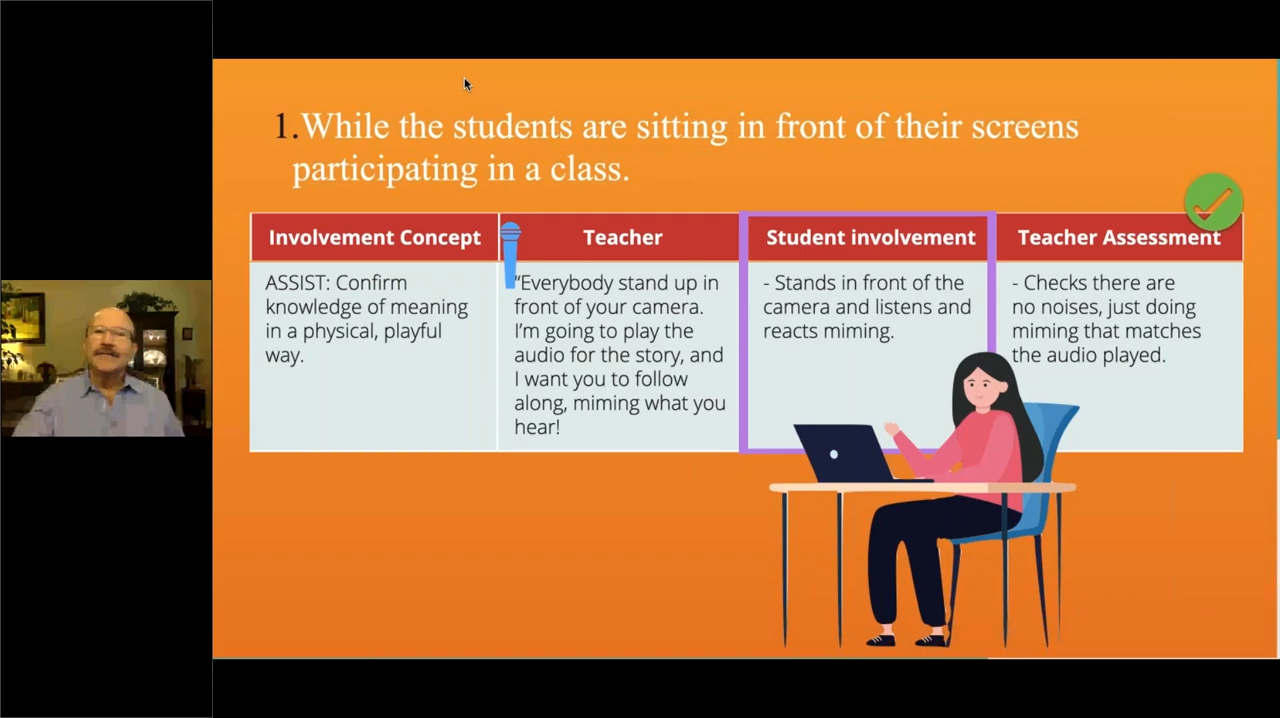 1.While the students are sitting in front of their screens
participating in a class.
Involvement Concept
Teacher
Student involvement
Teacher Assessment
ASSIST: Confirm
knowledge of meaning
in a physical, playful
way.
"Everybody stand up in
front of your camera.
I'm going to play the
audio for the story, and
I want you to follow
along, miming what you
hear!
- Stands in front of the
camera and listens and
reacts miming.
- Checks there are
no noises, just doing
miming that matches
the audio played.